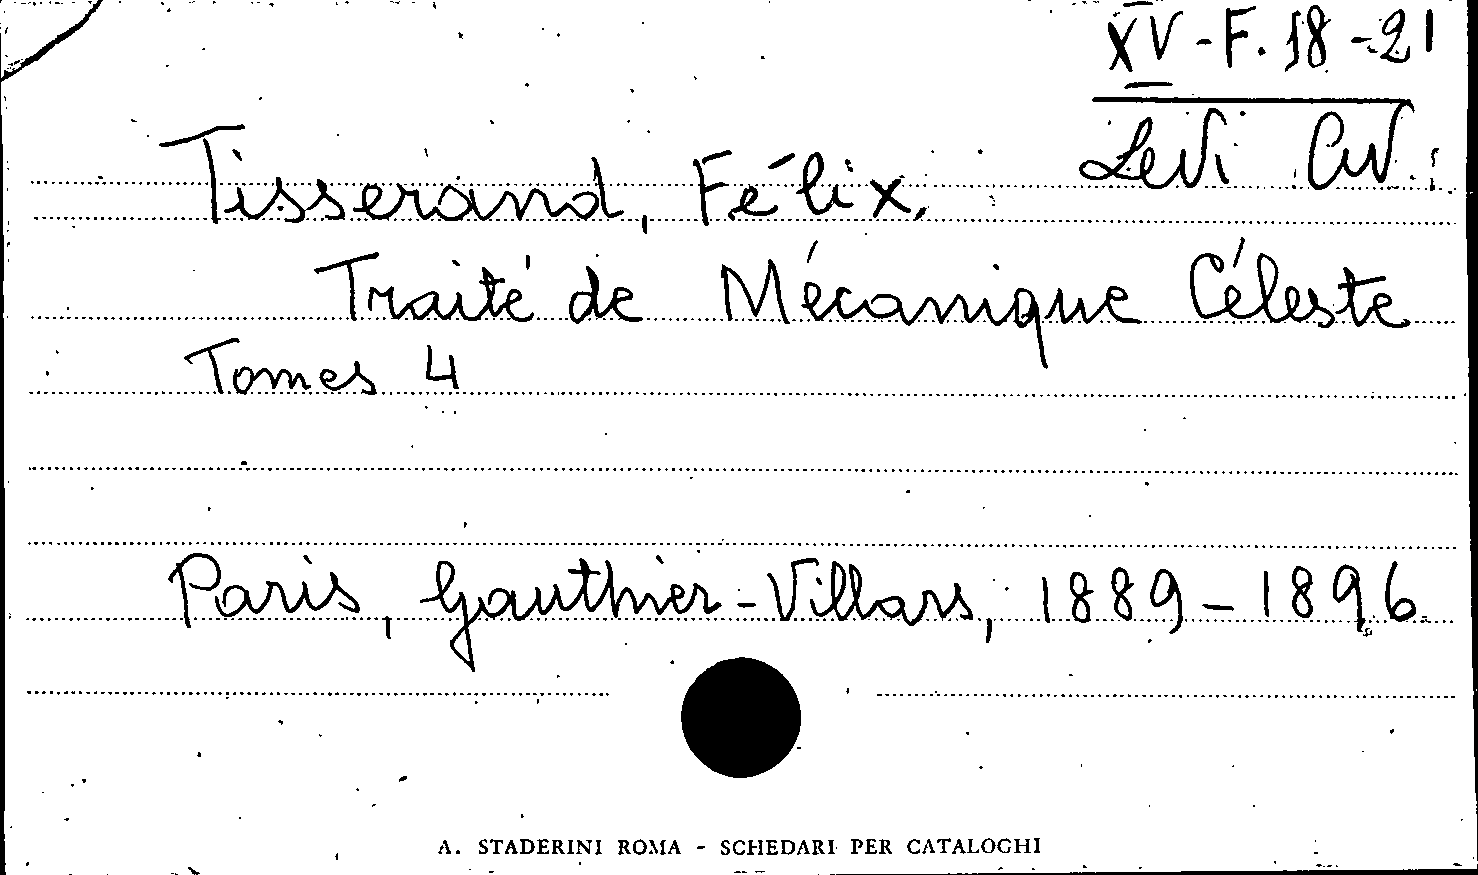 XV - F. 18 - 21
Levi Civ.
Tisserand, Félix.
Traité de Mécanique Céleste
Tomes 4
Paris, Gauthier-Villars, 1889-1896
A. STADERINI ROMA - SCHEDARI PER CATALOGHI